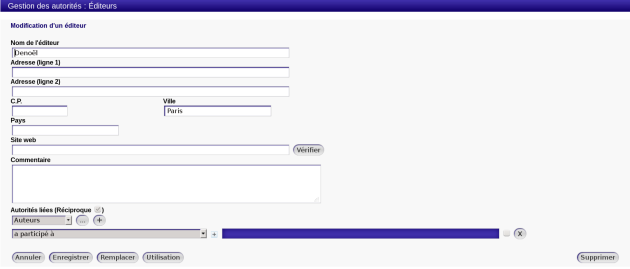 Gestion des autorités : Éditeurs
Modification d'un éditeur
Nom de l'éditeur
Denoël
Adresse (ligne 1)
Adresse (ligne 2)
C.P. Ville
Paris
Pays
Site web
Vérifier
Commentaire
Autorités liées (Réciproque )
Auteurs ... +
a participé à + X
Annuler Enregistrer Remplacer Utilisation Supprimer